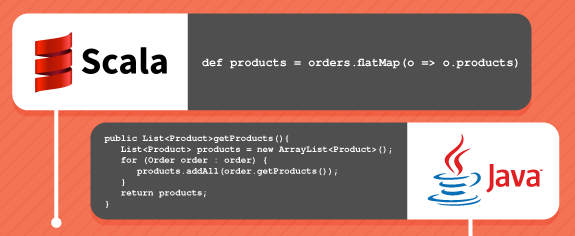 Scala
def products = orders.flatMap(o => o.products)
public List<Product>getProducts(){
List<Product> products = new ArrayList<Product>();
for (Order order : order) {
products.addAll(order.getProducts());
}
return products;
}
Java